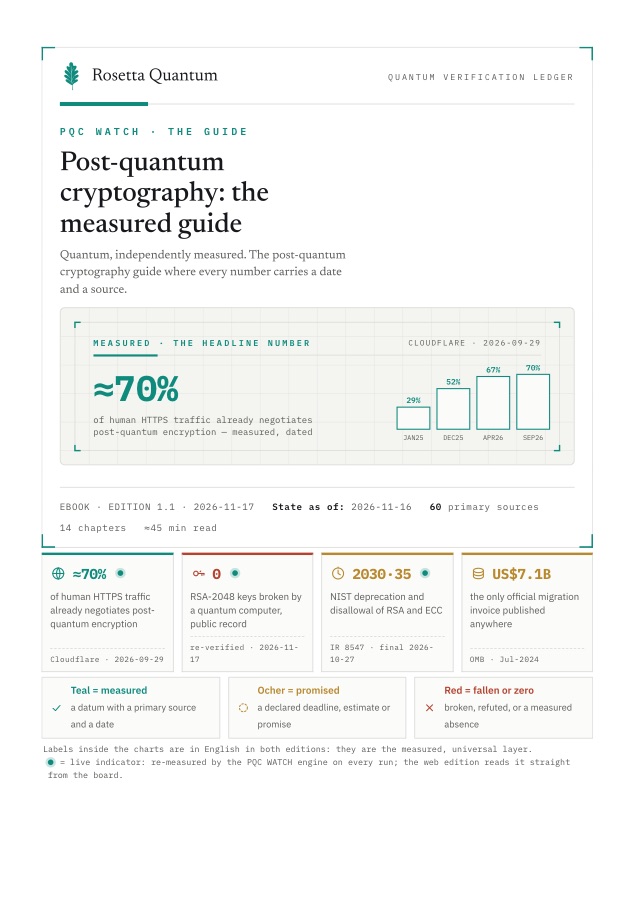 Rosetta Quantum
QUANTUM VERIFICATION LEDGER
PQC WATCH · THE GUIDE
Post-quantum
cryptography: the
measured guide
Quantum, independently measured. The post-quantum
cryptography guide where every number carries a date
and a source.
MEASURED · THE HEADLINE NUMBER
CLOUDFLARE · 2026-09-29
≈70%
of human HTTPS traffic already negotiates
post-quantum encryption — measured, dated
29%
52%
67%
70%
JAN25
DEC25
APR26
SEP26
EBOOK · EDITION 1.1 · 2026-11-17 State as of: 2026-11-16 60 primary sources
14 chapters ≈45 min read
≈70%
of human HTTPS traffic
already negotiates post-
quantum encryption
Cloudflare · 2026-09-29
0
RSA-2048 keys broken by
a quantum computer,
public record
re-verified · 2026-11-
17
2030·35
NIST deprecation and
disallowal of RSA and ECC
IR 8547 · final 2026-
10-27
US$7.1B
the only official migration
invoice published
anywhere
OMB · Jul-2024
Teal = measured
a datum with a primary source
and a date
Ocher = promised
a declared deadline, estimate or
promise
Red = fallen or zero
broken, refuted, or a measured
absence
Labels inside the charts are in English in both editions: they are the measured, universal layer.
= live indicator: re-measured by the PQC WATCH engine on every run; the web edition reads it straight
from the board.